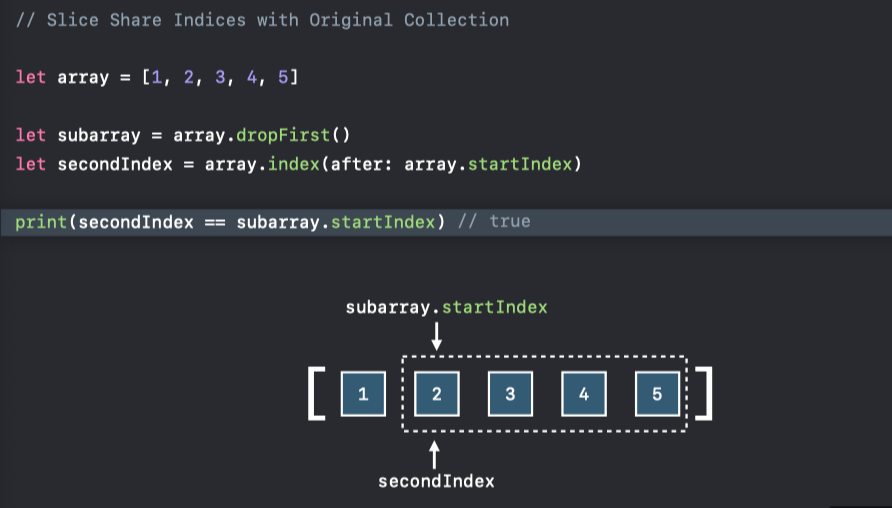 // Slice Share Indices with Original Collection
let array = [1, 2, 3, 4, 5]
let subarray = array.dropFirst()
let secondIndex = array.index(after: array.startIndex)
print(secondIndex == subarray.startIndex) // true
subarray.startIndex
[ 1 2 3 4 5 ]
secondIndex